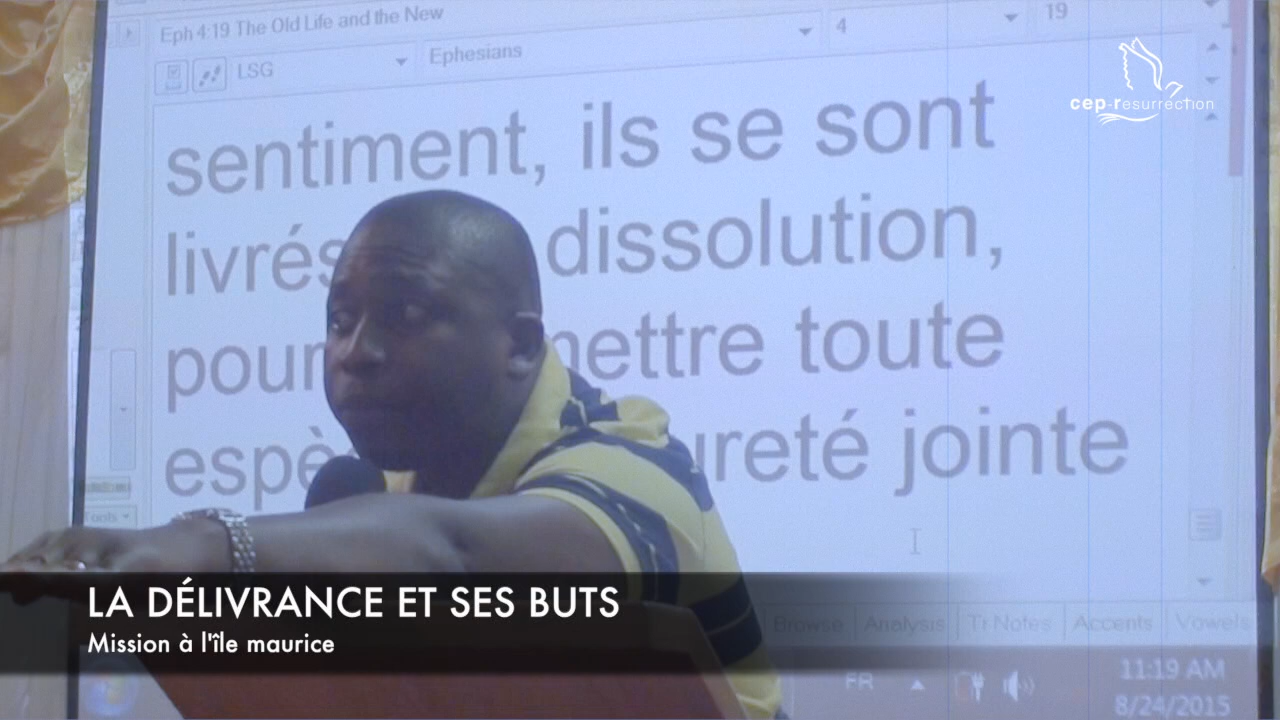 Eph 4:19 The Old Life and the New
LSG Ephesians 4 19
cep-resurrection
sentiment, ils se sont
livrés dissolution,
pour mettre toute
jointe
Tools
LA DÉLIVRANCE ET SES BUTS
Mission à l'île maurice
Browse Analysis Tr Notes Accents Vowels
FR 11:19 AM
8/24/2015